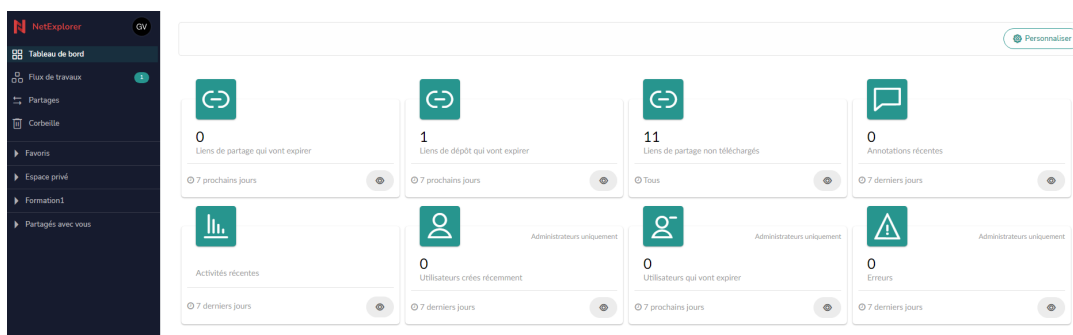 NetExplorer
GV
Tableau de bord
Flux de travaux
1
Partages
Corbeille
Favoris
Espace privé
Formation1
Partagés avec vous
Personnaliser
0
Liens de partage qui vont expirer
7 prochains jours
1
Liens de dépôt qui vont expirer
7 prochains jours
11
Liens de partage non téléchargés
Tous
0
Annotations récentes
7 derniers jours
Activités récentes
7 derniers jours
Administrateurs uniquement
0
Utilisateurs crées récemment
7 derniers jours
Administrateurs uniquement
0
Utilisateurs qui vont expirer
7 prochains jours
Administrateurs uniquement
0
Erreurs
7 derniers jours